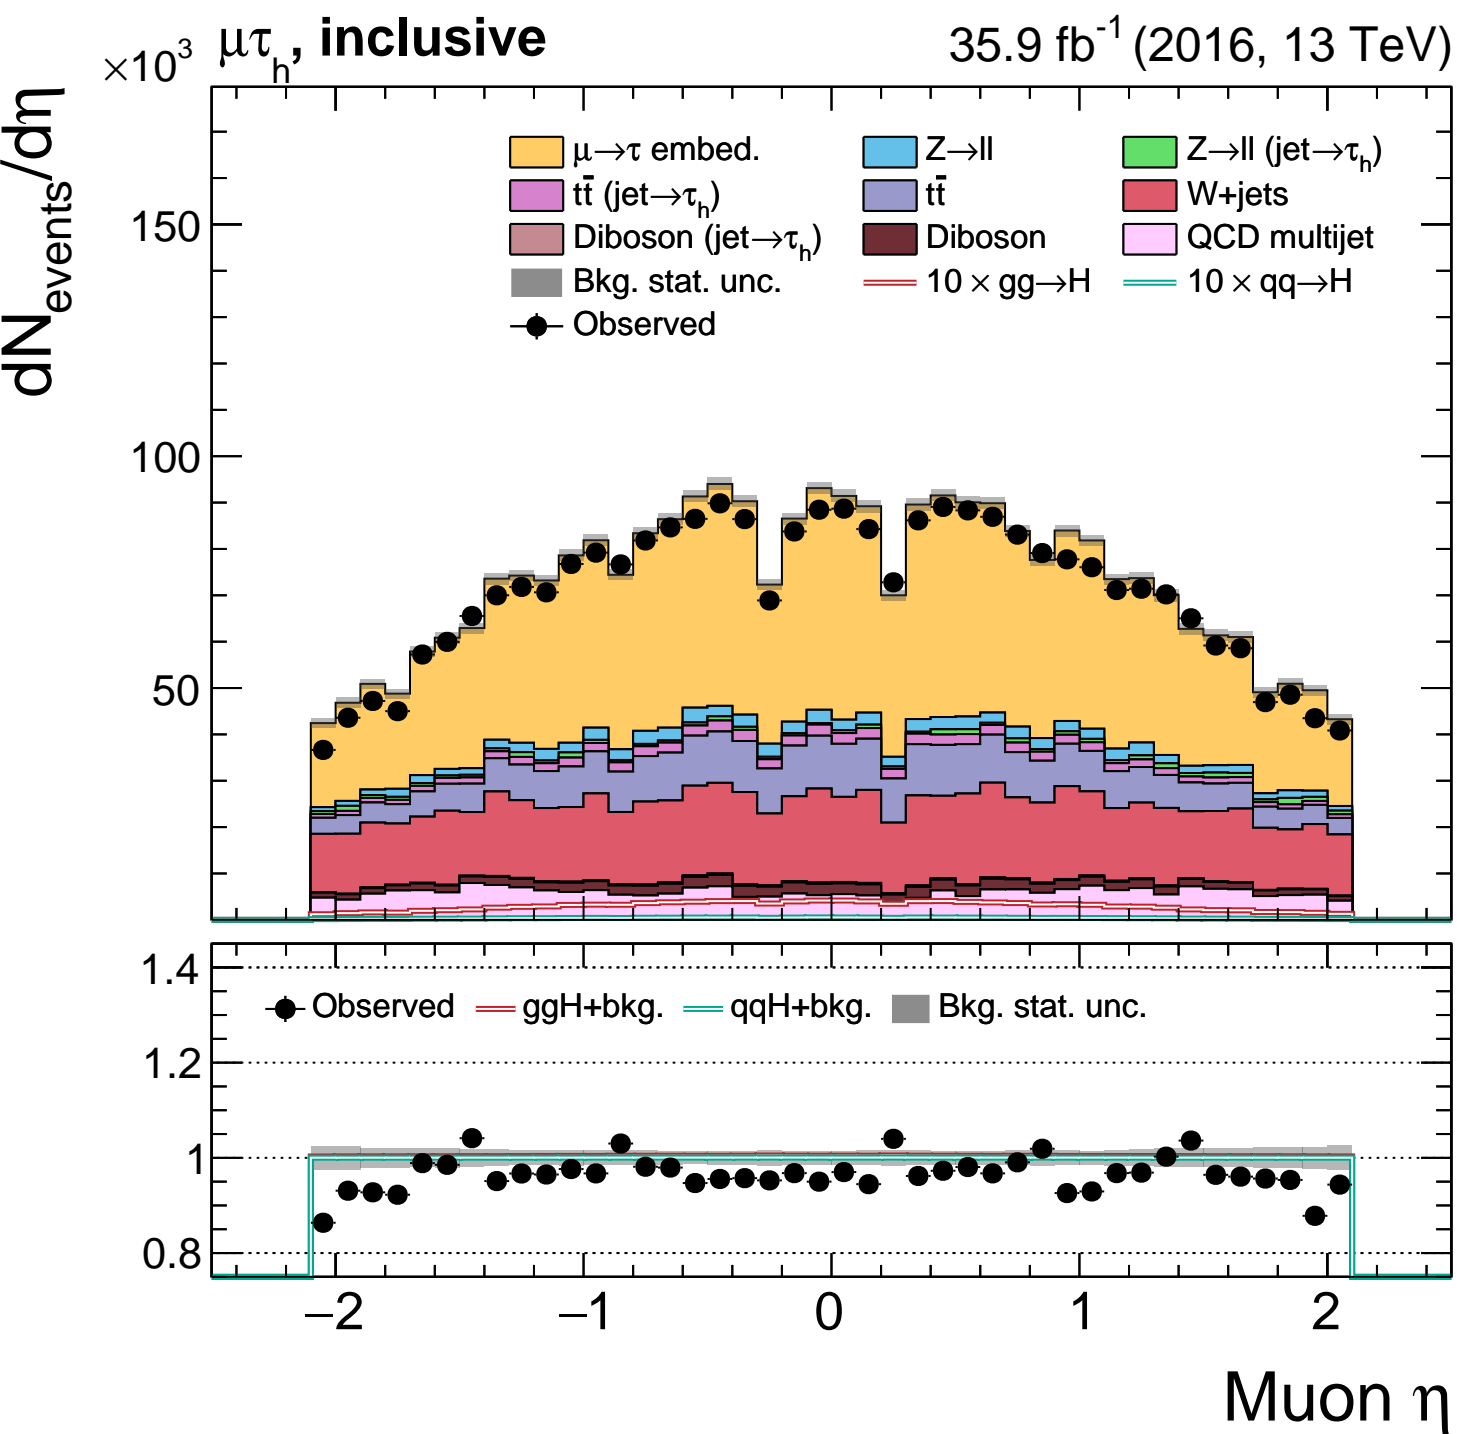 ×10³ μτₕ, inclusive 35.9 fb⁻¹ (2016, 13 TeV)
dN_events/dη
150
100
50
μ→τ embed. Z→ll Z→ll (jet→τₕ)
tt̄ (jet→τₕ) tt̄ W+jets
Diboson (jet→τₕ) Diboson QCD multijet
Bkg. stat. unc. 10 × gg→H 10 × qq→H
Observed
1.4
1.2
1
0.8
Observed ggH+bkg. qqH+bkg. Bkg. stat. unc.
−2 −1 0 1 2
Muon η